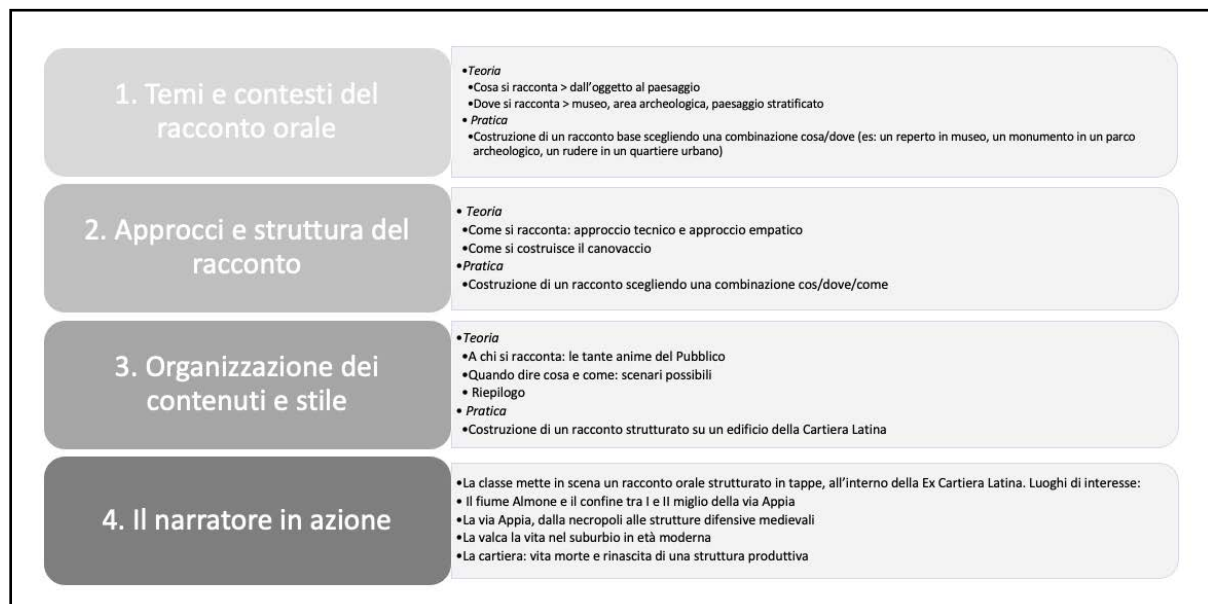 1. Temi e contesti del
racconto orale
•Teoria
•Cosa si racconta > dall'oggetto al paesaggio
•Dove si racconta > museo, area archeologica, paesaggio stratificato
• Pratica
•Costruzione di un racconto base scegliendo una combinazione cosa/dove (es: un reperto in museo, un monumento in un parco
archeologico, un rudere in un quartiere urbano)
2. Approcci e struttura del
racconto
• Teoria
•Come si racconta: approccio tecnico e approccio empatico
•Come si costruisce il canovaccio
•Pratica
•Costruzione di un racconto scegliendo una combinazione cos/dove/come
3. Organizzazione dei
contenuti e stile
•Teoria
•A chi si racconta: le tante anime del Pubblico
•Quando dire cosa e come: scenari possibili
• Riepilogo
• Pratica
•Costruzione di un racconto strutturato su un edificio della Cartiera Latina
4. Il narratore in azione
•La classe mette in scena un racconto orale strutturato in tappe, all'interno della Ex Cartiera Latina. Luoghi di interesse:
• Il fiume Almone e il confine tra I e II miglio della via Appia
•La via Appia, dalla necropoli alle strutture difensive medievali
•La valca la vita nel suburbio in età moderna
•La cartiera: vita morte e rinascita di una struttura produttiva